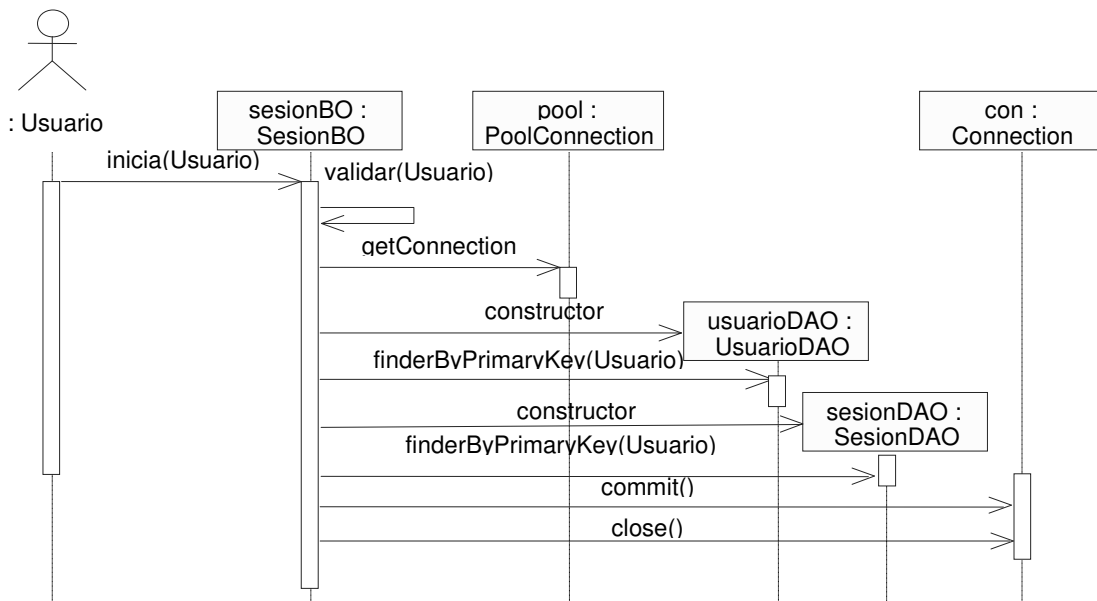 : Usuario
sesionBO :
SesionBO
pool :
PoolConnection
con :
Connection
inicia(Usuario)
validar(Usuario)
getConnection
constructor
usuarioDAO :
UsuarioDAO
finderByPrimaryKey(Usuario)
constructor
sesionDAO :
SesionDAO
finderByPrimaryKey(Usuario)
commit()
close()